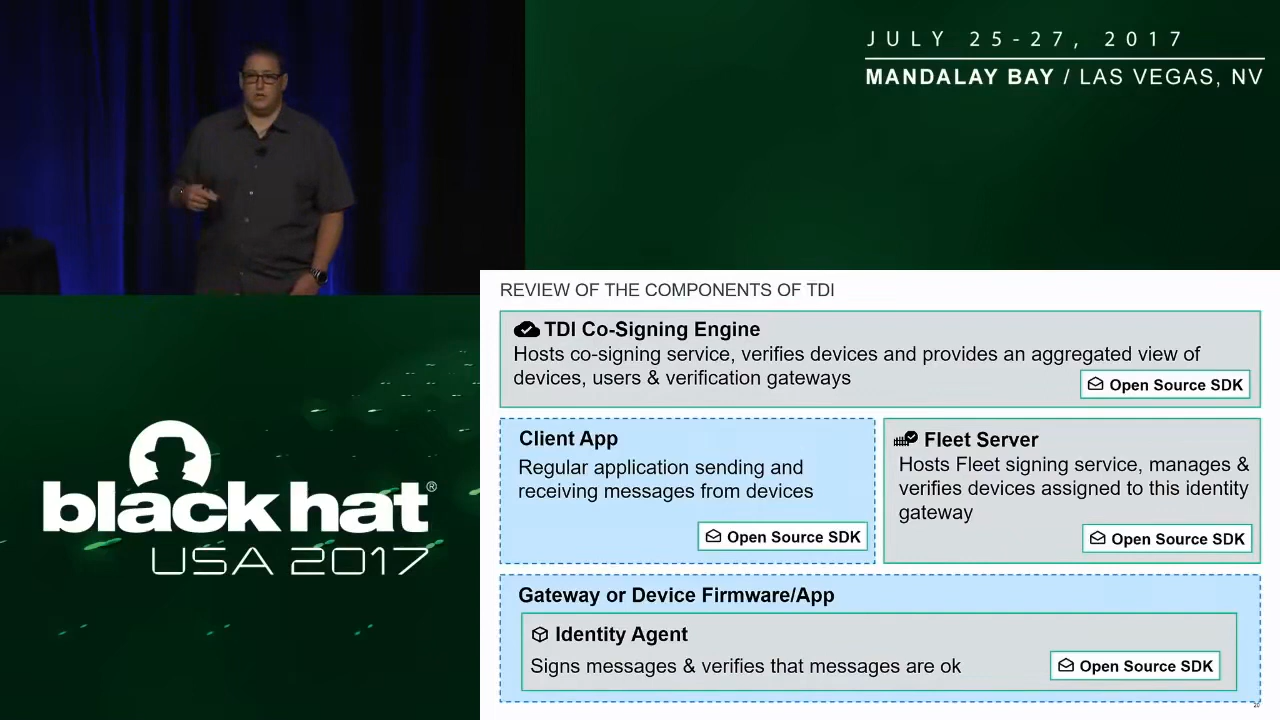 JULY 25-27, 2017
MANDALAY BAY / LAS VEGAS, NV
REVIEW OF THE COMPONENTS OF TDI
TDI Co-Signing Engine
Hosts co-signing service, verifies devices and provides an aggregated view of
devices, users & verification gateways
Open Source SDK
Client App
Regular application sending and
receiving messages from devices
Open Source SDK
Fleet Server
Hosts Fleet signing service, manages &
verifies devices assigned to this identity
gateway
Open Source SDK
Gateway or Device Firmware/App
Identity Agent
Signs messages & verifies that messages are ok
Open Source SDK
black hat®
USA 2017